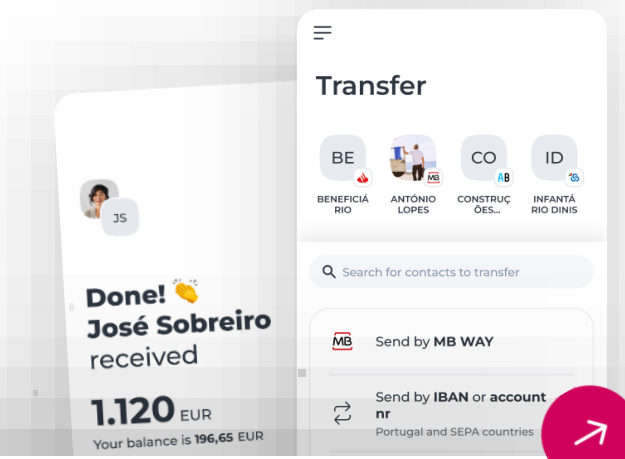 Transfer
BE
CO
ID
MB
AB
BENEFICIÁ
RIO
ANTÓNIO
LOPES
CONSTRUÇ
ÕES...
INFANTÁ
RIO DINIS
Search for contacts to transfer
MB
Send by MB WAY
Send by IBAN or account
nr
Portugal and SEPA countries
JS
Done! 👏
José Sobreiro
received
1.120 EUR
Your balance is 196,65 EUR